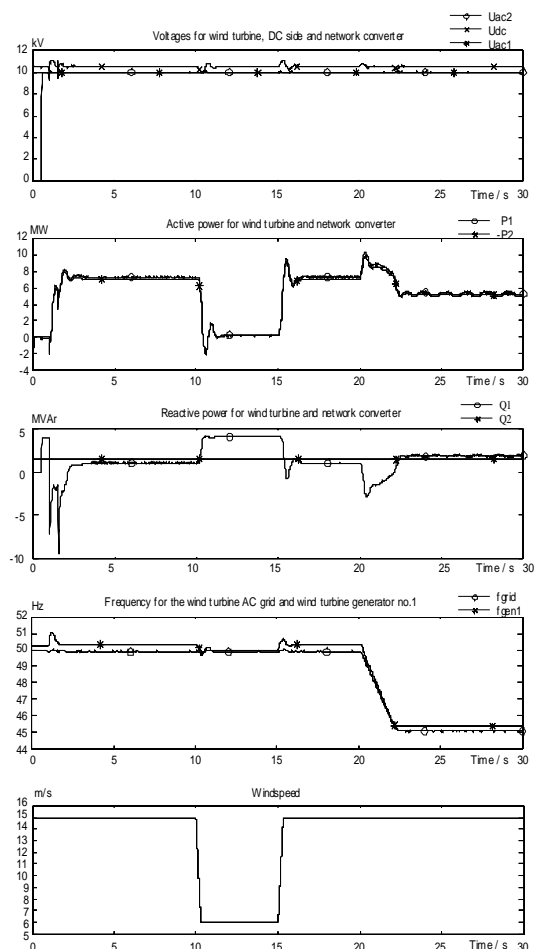 Uac2
Udc
Uac1
kV
Voltages for wind turbine, DC side and network converter
12
10
8
6
4
2
0
0 5 10 15 20 25 30
Time / s
P1
-P2
MW
Active power for wind turbine and network converter
12
10
8
6
4
2
0
-2
-4
0 5 10 15 20 25 30
Time / s
Q1
Q2
MVAr
Reactive power for wind turbine and network converter
5
0
-5
-10
0 5 10 15 20 25 30
Time / s
fgrid
fgen1
Hz
Frequency for the wind turbine AC grid and wind turbine generator no.1
52
51
50
49
48
47
46
45
44
0 5 10 15 20 25 30
Time / s
m/s
Windspeed
16
15
14
13
12
11
10
9
8
7
6
5
0 5 10 15 20 25 30
Time / s